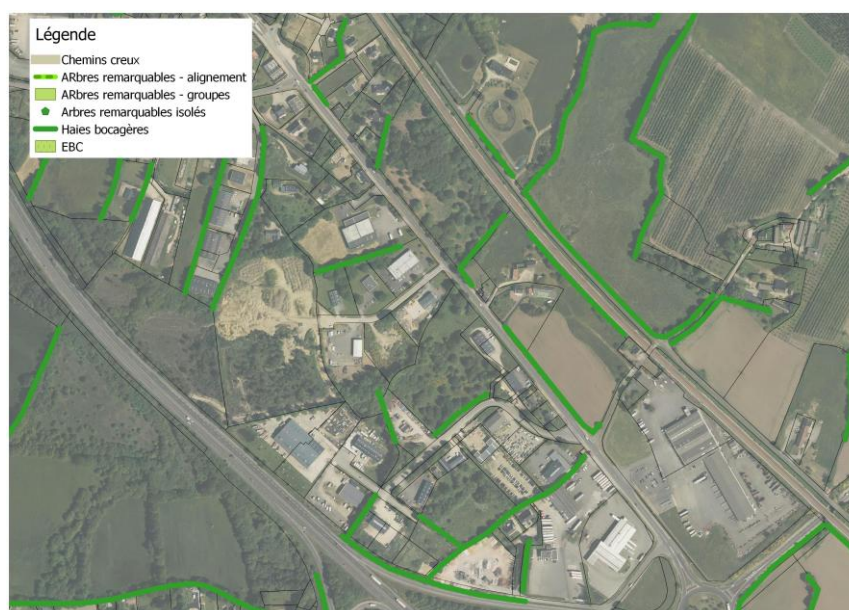 Légende
Chemins creux
ARbres remarquables - alignement
ARbres remarquables - groupes
Arbres remarquables isolés
Haies bocagères
EBC